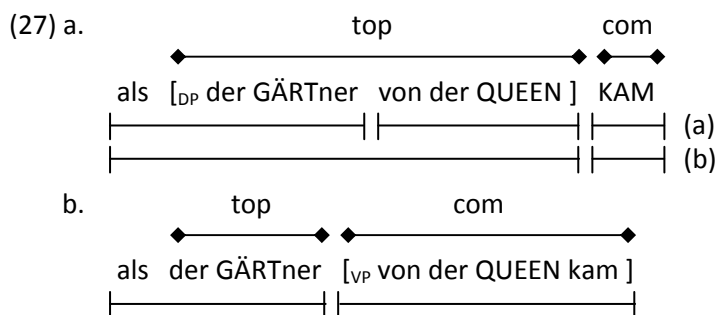 (27) a. top com
als [DP der GÄRTner von der QUEEN ] KAM
(a)
(b)
b. top com
als der GÄRTner [VP von der QUEEN kam ]